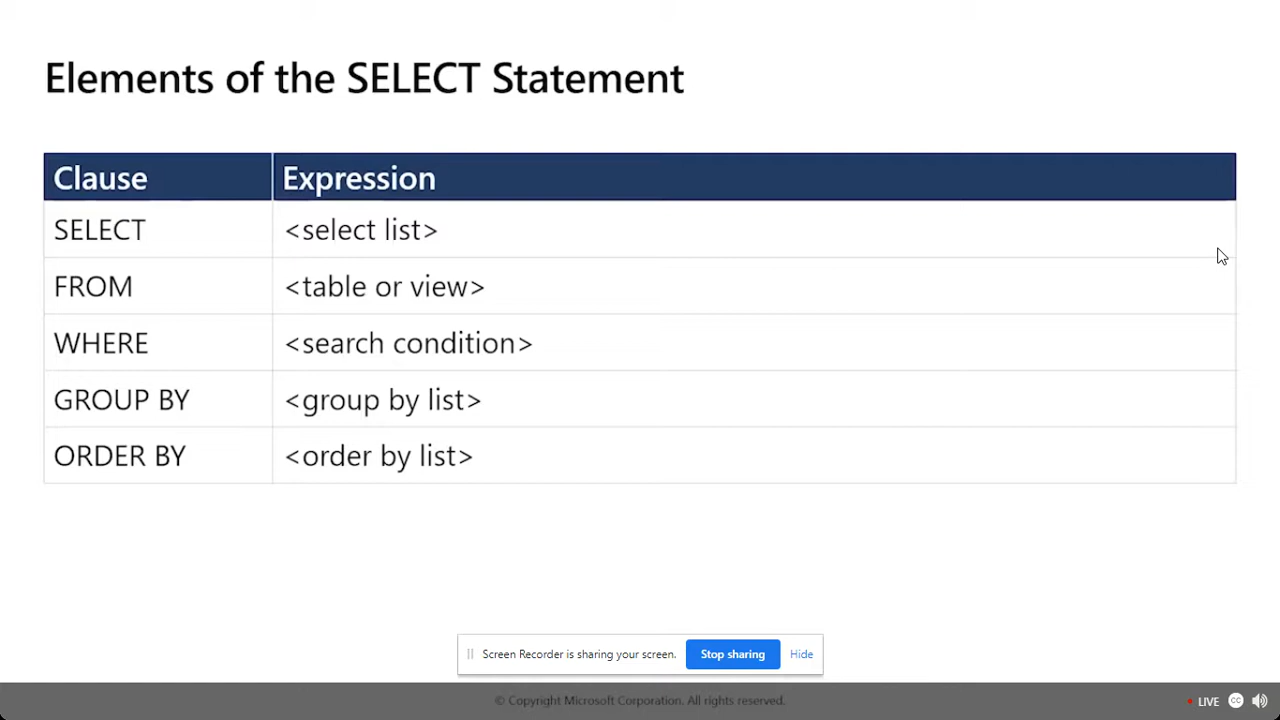 Elements of the SELECT Statement
Clause Expression
SELECT <select list>
FROM <table or view>
WHERE <search condition>
GROUP BY <group by list>
ORDER BY <order by list>
Screen Recorder is sharing your screen. Stop sharing Hide
© Copyright Microsoft Corporation. All rights reserved.
LIVE CC